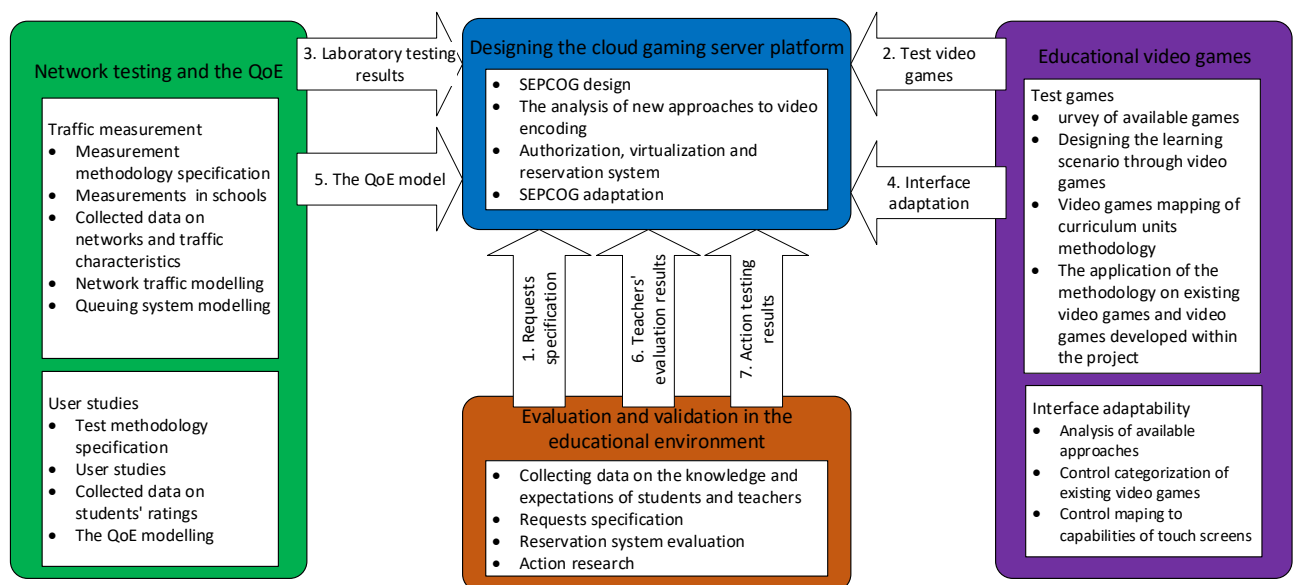 Network testing and the QoE
Traffic measurement
• Measurement
methodology specification
• Measurements  in schools
• Collected data on
networks and traffic
characteristics
• Network traffic modelling
• Queuing system modelling
User studies
• Test methodology
specification
• User studies
• Collected data on
students' ratings
• The QoE modelling
3. Laboratory testing
results
5. The QoE model
Designing the cloud gaming server platform
• SEPCOG design
• The analysis of new approaches to video
encoding
• Authorization, virtualization and
reservation system
• SEPCOG adaptation
1. Requests
specification
6. Teachers'
evaluation results
7. Action testing
results
Evaluation and validation in the
educational environment
• Collecting data on the knowledge and
expectations of students and teachers
• Requests specification
• Reservation system evaluation
• Action research
2. Test video
games
4. Interface
adaptation
Educational video games
Test games
• urvey of available games
• Designing the learning
scenario through video
games
• Video games mapping of
curriculum units
methodology
• The application of the
methodology on existing
video games and video
games developed within
the project
Interface adaptability
• Analysis of available
approaches
• Control categorization of
existing video games
• Control maping to
capabilities of touch screens